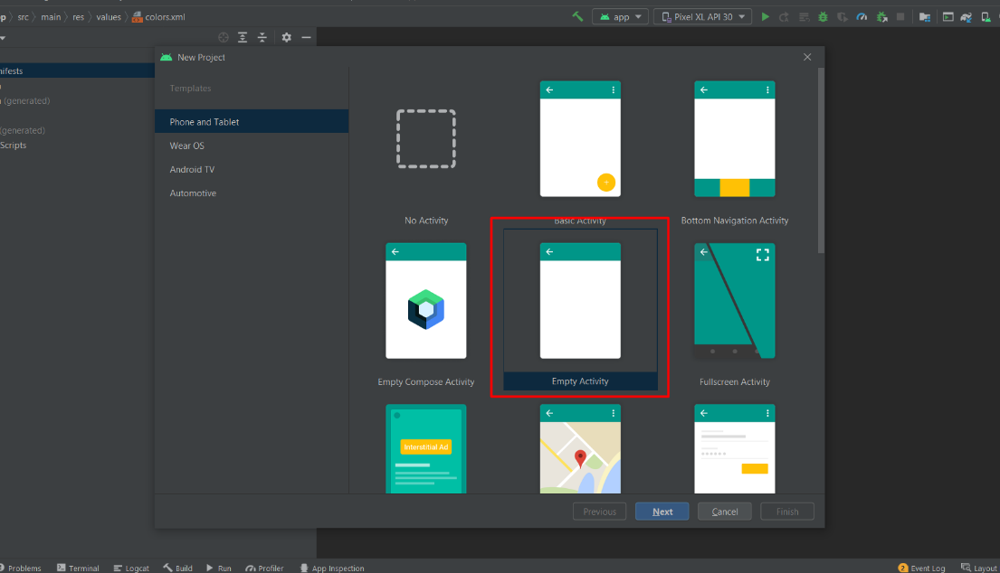 src main res values colors.xml
app
Pixel XL API 30
New Project
Templates
Phone and Tablet
Wear OS
Android TV
Automotive
(generated)
(generated)
Scripts
No Activity
Basic Activity
Bottom Navigation Activity
Empty Compose Activity
Empty Activity
Fullscreen Activity
Interstitial Ad
Previous
Next
Cancel
Finish
Problems
Terminal
Logcat
Build
Run
Profiler
App Inspection
2 Event Log
Layout